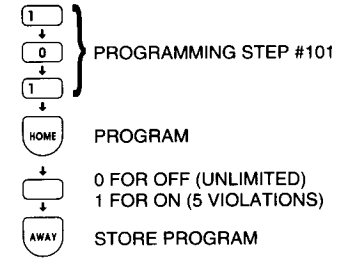 1
0 PROGRAMMING STEP #101
1
HOME PROGRAM
0 FOR OFF (UNLIMITED)
1 FOR ON (5 VIOLATIONS)
AWAY STORE PROGRAM